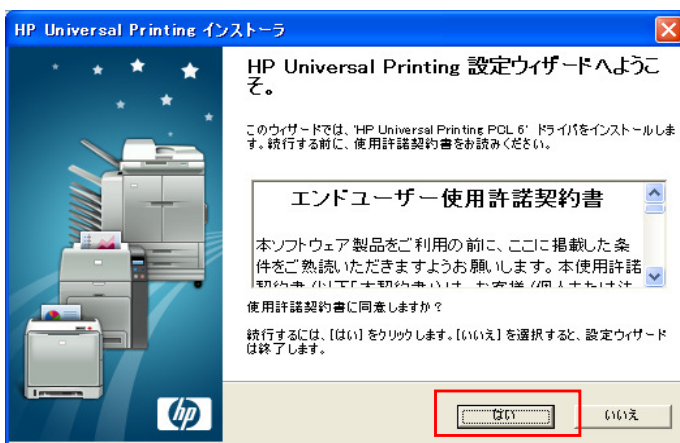 HP Universal Printing インストーラ
HP Universal Printing 設定ウィザードへようこ
そ。
このウィザードでは、'HP Universal Printing PCL 6' ドライバをインストールしま
す。続行する前に、使用許諾契約書をお読みください。
エンドユーザー使用許諾契約書
本ソフトウェア製品をご利用の前に、ここに掲載した条
件をご熟読いただきますようお願いします。本使用許諾
使用許諾契約書に同意しますか？
続行するには、[はい] をクリックします。[いいえ] を選択すると、設定ウィザード
は終了します。
hp
はい
いいえ